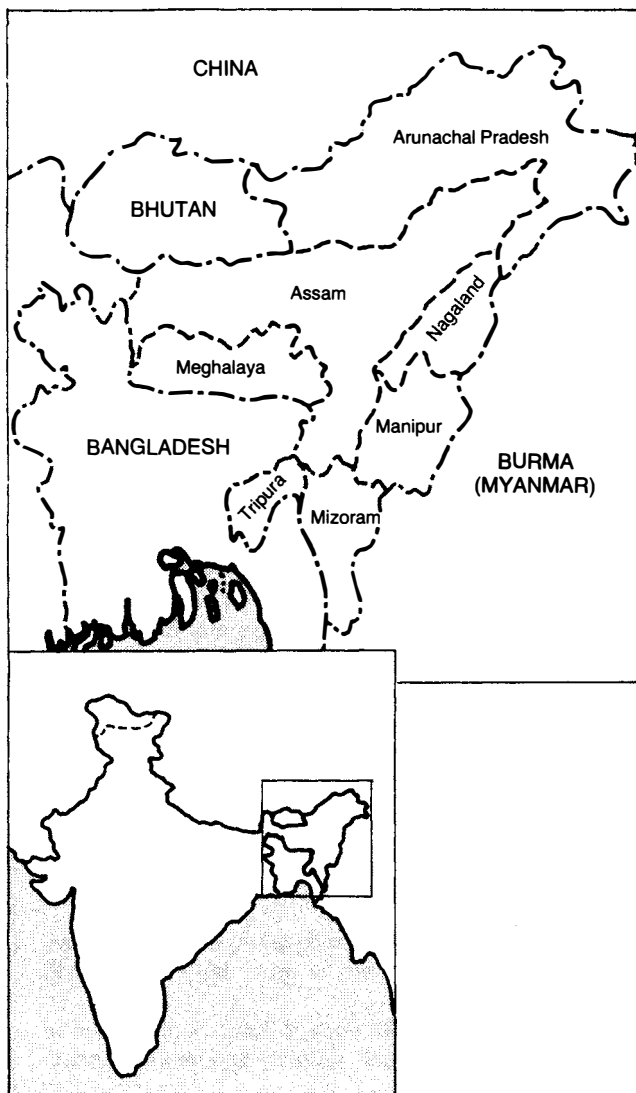 CHINA
Arunachal Pradesh
BHUTAN
Assam
Nagaland
Meghalaya
Manipur
BANGLADESH
BURMA
(MYANMAR)
Tripura
Mizoram